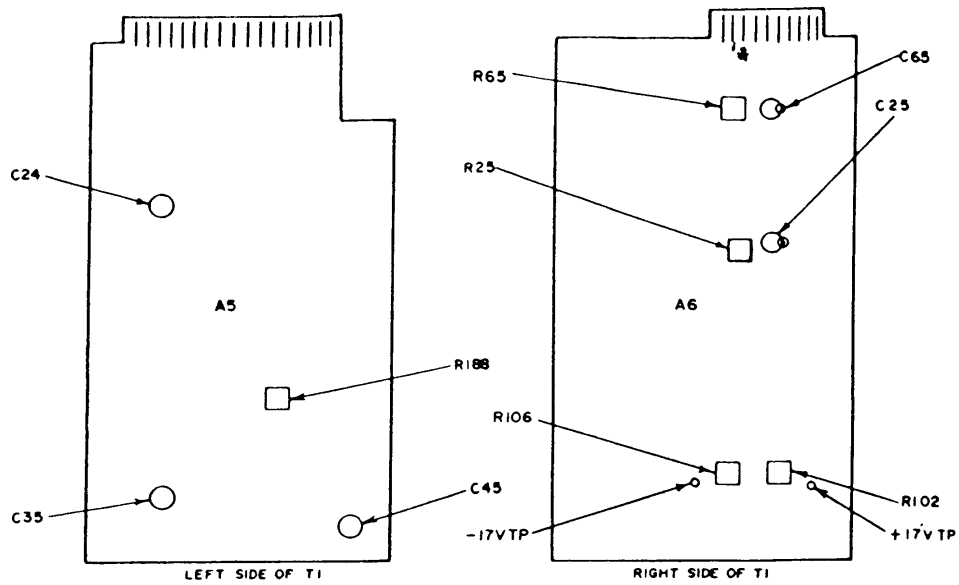 C24
A5
R188
C35
C45
LEFT SIDE OF T1
R65
C65
C25
R25
A6
R106
R102
-17VTP
+17VTP
RIGHT SIDE OF T1